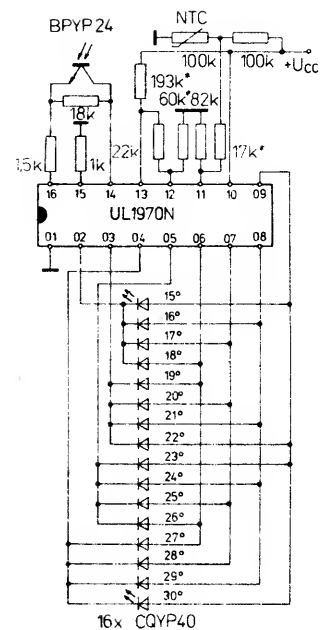 BPYP24
NTC
100k 100k
+Ucc
193k*
60k* 82k
18k
1,5k 1k 22k 17k*
16 15 14 13 12 11 10 09
UL1970N
01 02 03 04 05 06 07 08
15°
16°
17°
18°
19°
20°
21°
22°
23°
24°
25°
26°
27°
28°
29°
30°
16x CQYP40